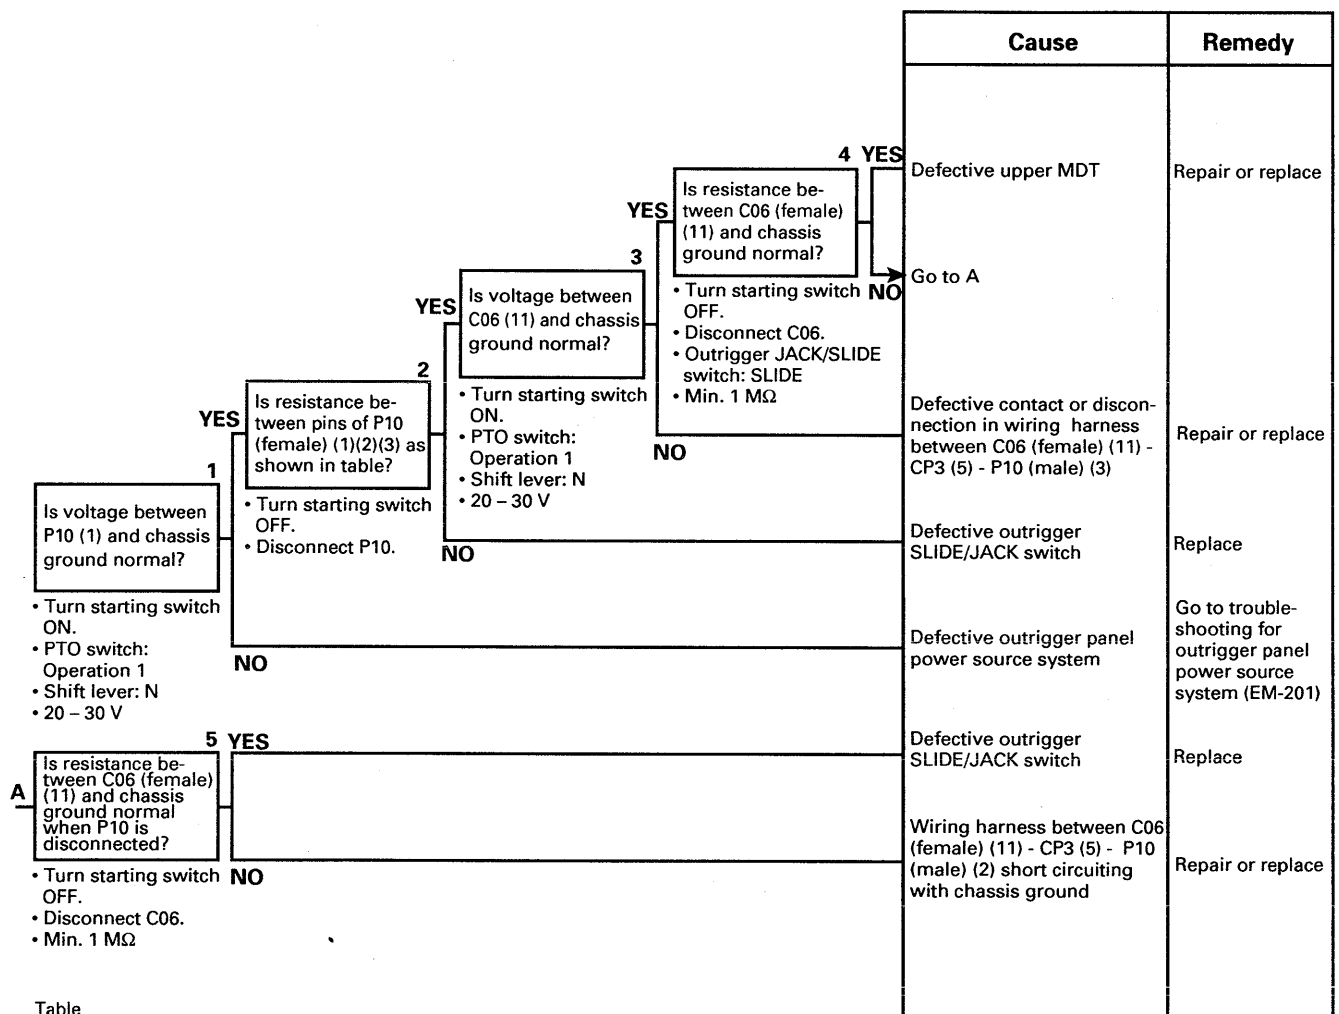 Cause
Remedy
4 YES
Is resistance be-
tween C06 (female)
(11) and chassis
ground normal?
• Turn starting switch
OFF.
• Disconnect C06.
• Outrigger JACK/SLIDE
switch: SLIDE
• Min. 1 MΩ
Defective upper MDT
Repair or replace
NO
Go to A
YES
3
Is voltage between
C06 (11) and chassis
ground normal?
• Turn starting switch
ON.
• PTO switch:
Operation 1
• Shift lever: N
• 20 – 30 V
NO
Defective contact or discon-
nection in wiring harness
between C06 (female) (11) -
CP3 (5) - P10 (male) (3)
Repair or replace
YES
2
Is resistance be-
tween pins of P10
(female) (1)(2)(3) as
shown in table?
• Turn starting switch
OFF.
• Disconnect P10.
NO
Defective outrigger
SLIDE/JACK switch
Replace
YES
1
Is voltage between
P10 (1) and chassis
ground normal?
• Turn starting switch
ON.
• PTO switch:
Operation 1
• Shift lever: N
• 20 – 30 V
NO
Defective outrigger panel
power source system
Go to trouble-
shooting for
outrigger panel
power source
system (EM-201)
A
5 YES
Is resistance be-
tween C06 (female)
(11) and chassis
ground normal
when P10 is
disconnected?
• Turn starting switch
OFF.
• Disconnect C06.
• Min. 1 MΩ
Defective outrigger
SLIDE/JACK switch
Replace
NO
Wiring harness between C06
(female) (11) - CP3 (5) - P10
(male) (2) short circuiting
with chassis ground
Repair or replace
YES
Table